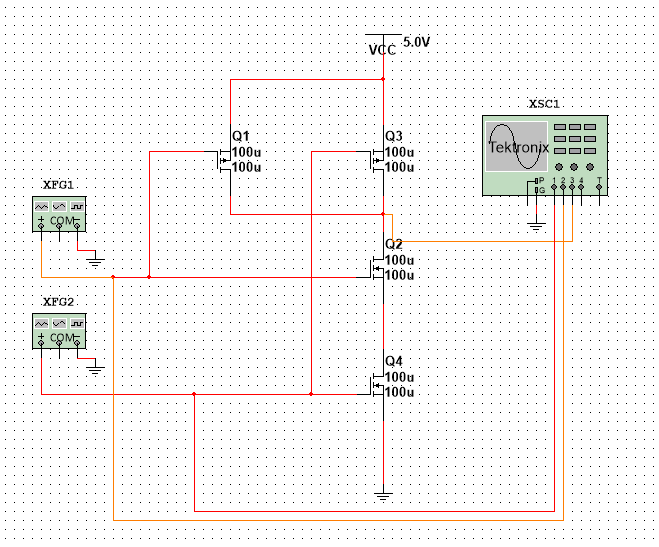 VCC 5.0V
XSC1
Q1
100u
100u
Q3
100u
100u
Tektronix
P
G
1 2 3 4 T
XFG1
+ COM −
Q2
100u
100u
XFG2
+ COM −
Q4
100u
100u